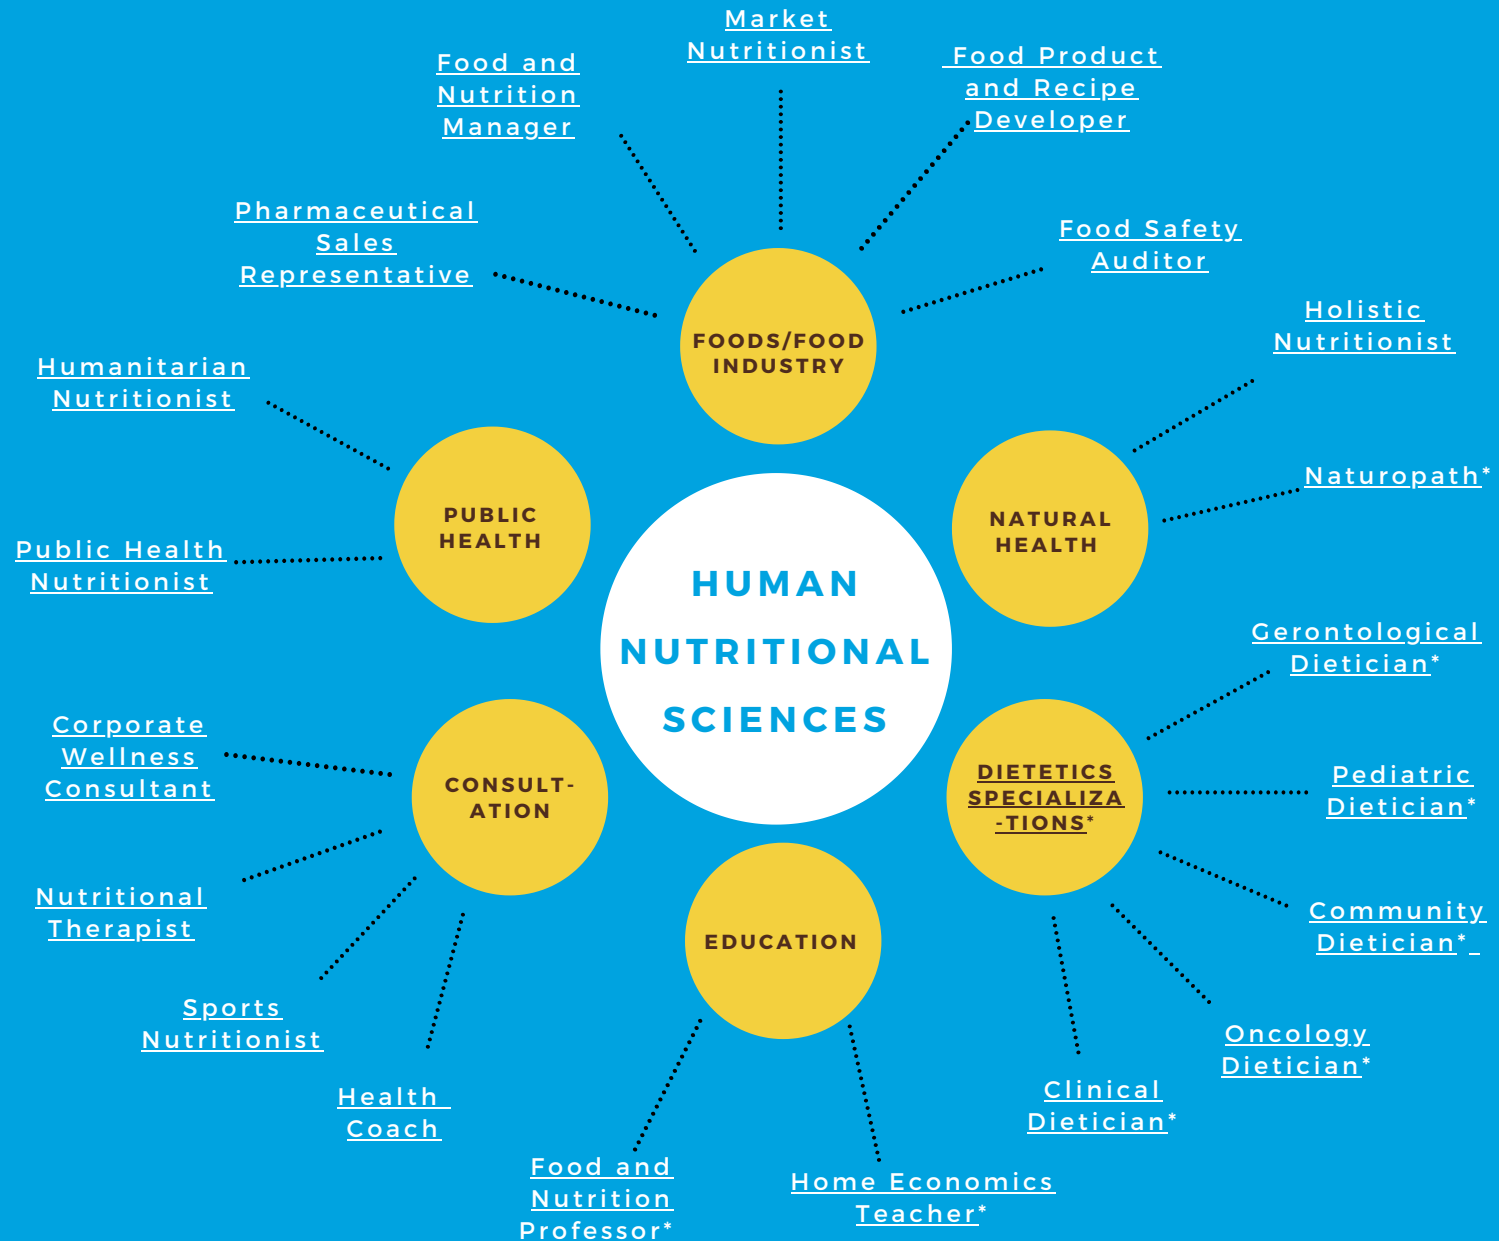 Market
Nutritionist
Food and
Nutrition
Manager
Food Product
and Recipe
Developer
Pharmaceutical
Sales
Representative
Food Safety
Auditor
FOODS/FOOD
INDUSTRY
Holistic
Nutritionist
Humanitarian
Nutritionist
Naturopath*
PUBLIC
HEALTH
NATURAL
HEALTH
Public Health
Nutritionist
HUMAN
NUTRITIONAL
SCIENCES
Gerontological
Dietician*
Corporate
Wellness
Consultant
CONSULT-
ATION
DIETETICS
SPECIALIZA
-TIONS*
Pediatric
Dietician*
Nutritional
Therapist
EDUCATION
Community
Dietician*
Sports
Nutritionist
Oncology
Dietician*
Health
Coach
Clinical
Dietician*
Food and
Nutrition
Professor*
Home Economics
Teacher*